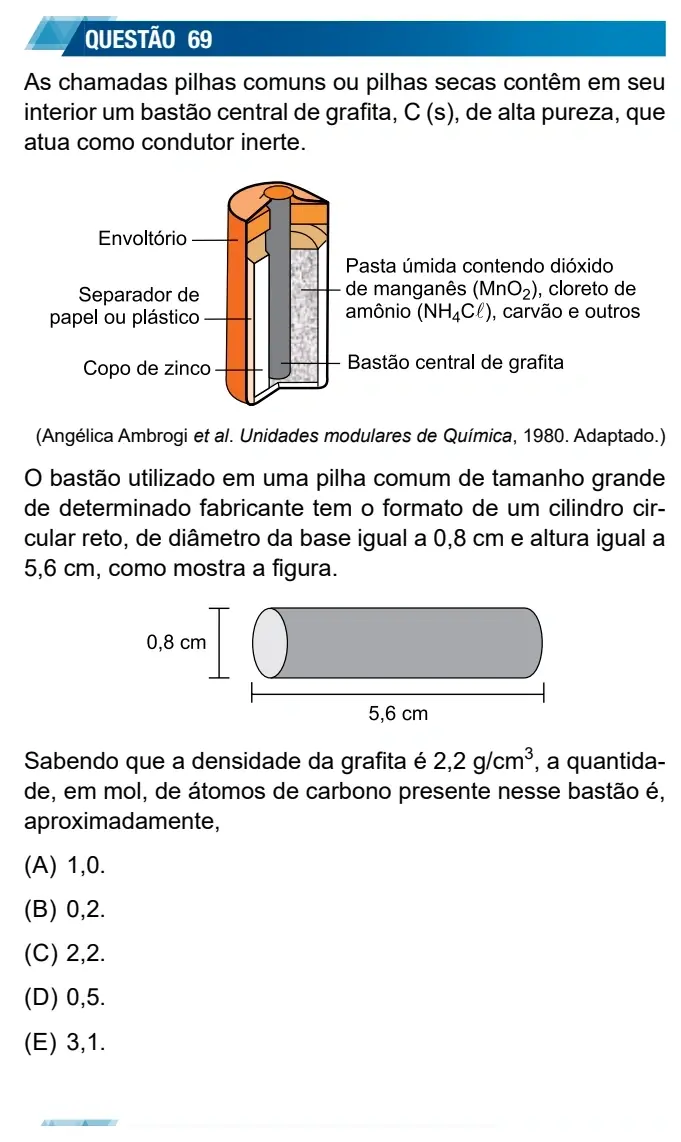 QUESTÃO 69
As chamadas pilhas comuns ou pilhas secas contêm em seu
interior um bastão central de grafita, C (s), de alta pureza, que
atua como condutor inerte.
Envoltório
Separador de
papel ou plástico
Copo de zinco
Pasta úmida contendo dióxido
de manganês (MnO₂), cloreto de
amônio (NH₄Cℓ), carvão e outros
Bastão central de grafita
(Angélica Ambrogi et al. Unidades modulares de Química, 1980. Adaptado.)
O bastão utilizado em uma pilha comum de tamanho grande
de determinado fabricante tem o formato de um cilindro cir-
cular reto, de diâmetro da base igual a 0,8 cm e altura igual a
5,6 cm, como mostra a figura.
0,8 cm
5,6 cm
Sabendo que a densidade da grafita é 2,2 g/cm³, a quantida-
de, em mol, de átomos de carbono presente nesse bastão é,
aproximadamente,
(A) 1,0.
(B) 0,2.
(C) 2,2.
(D) 0,5.
(E) 3,1.